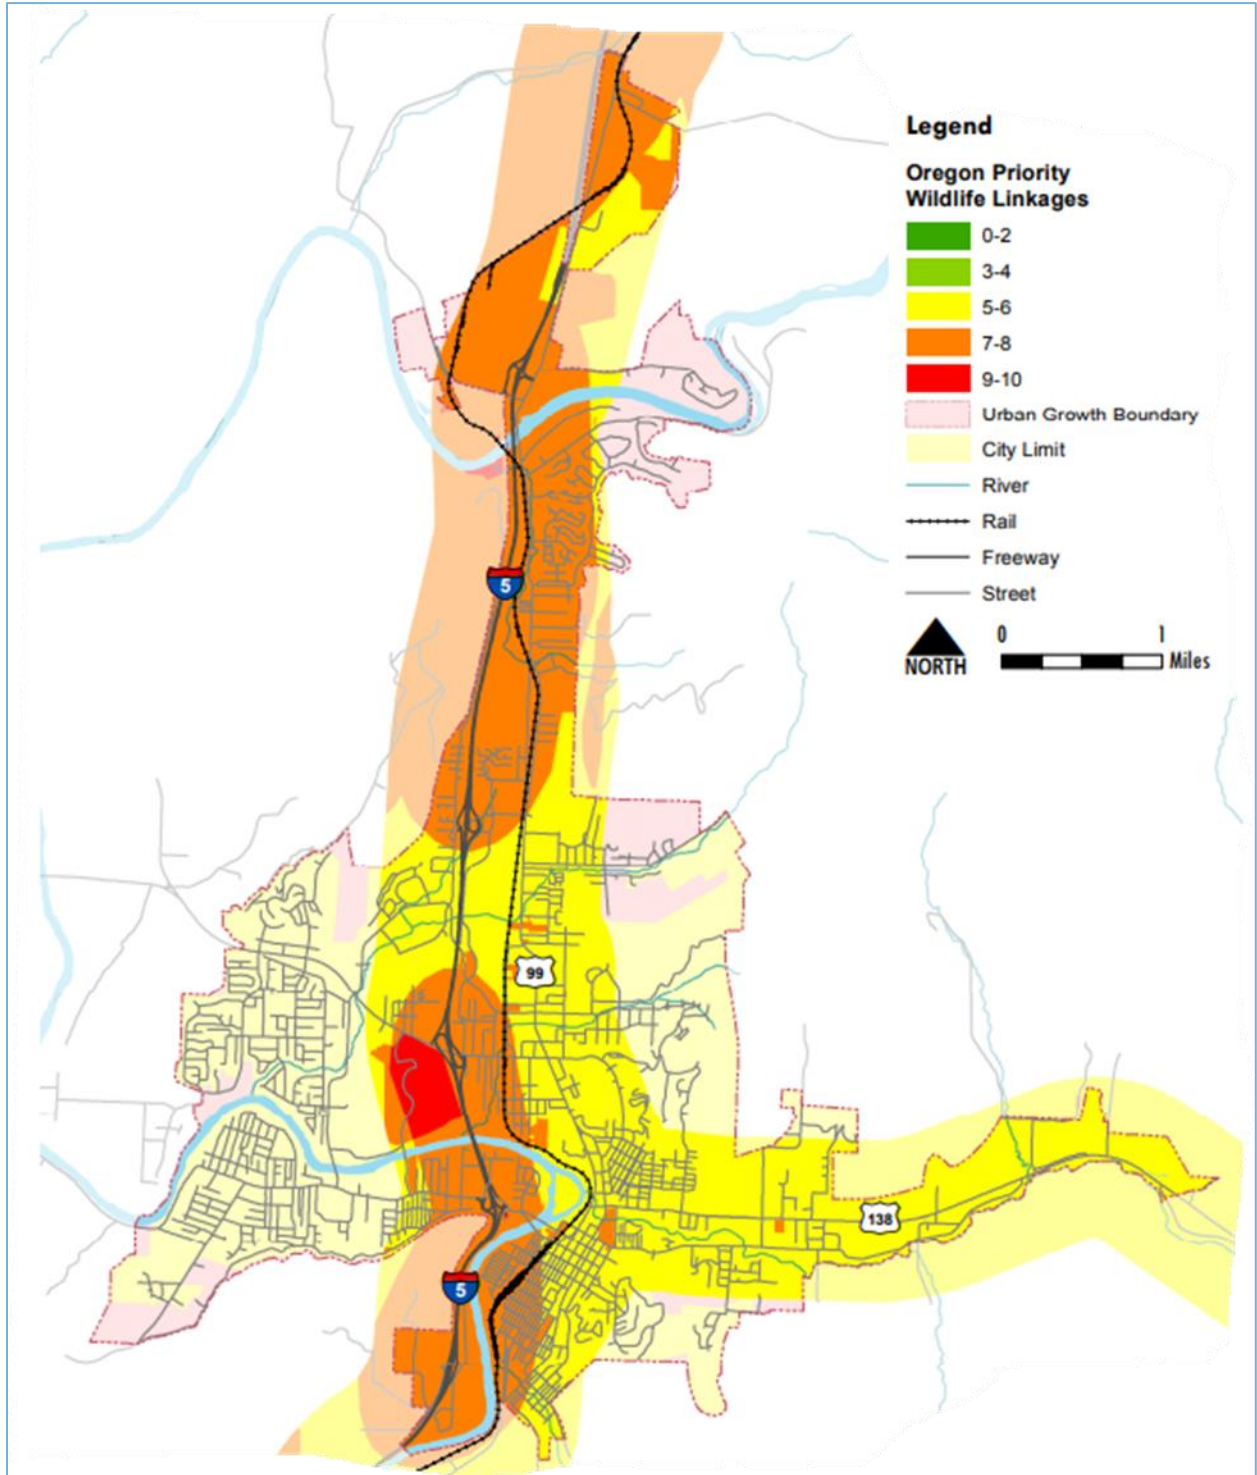 Legend
Oregon Priority
Wildlife Linkages
0-2
3-4
5-6
7-8
9-10
Urban Growth Boundary
City Limit
River
Rail
Freeway
Street
0 1
NORTH Miles
5
99
138
5